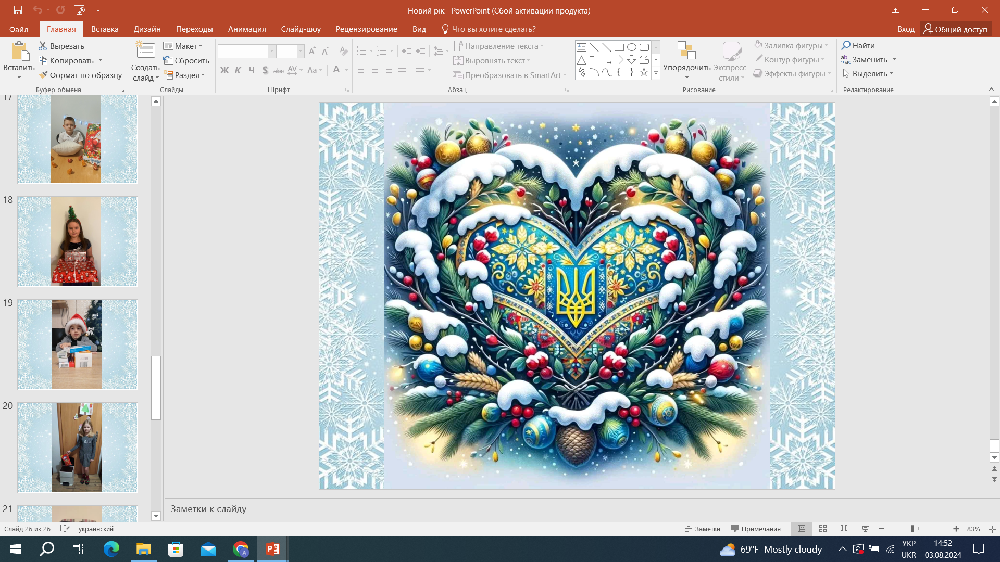 Новий рік - PowerPoint (Сбой активации продукта)
Файл Главная Вставка Дизайн Переходы Анимация Слайд-шоу Рецензирование Вид Что вы хотите сделать? Вход Общий доступ
Вставить
Вырезать
Копировать
Формат по образцу
Буфер обмена
Создать слайд
Макет
Сбросить
Раздел
Слайды
Ж К Ч S abc AV Aa А
Шрифт
Направление текста
Выровнять текст
Преобразовать в SmartArt
Абзац
Упорядочить
Экспресс-стили
Заливка фигуры
Контур фигуры
Эффекты фигуры
Рисование
Найти
Заменить
Выделить
Редактирование
17
18
19
20
21
Заметки к слайду
Слайд 26 из 26 украинский Заметки Примечания 83%
69°F Mostly cloudy
УКР
UKR
14:52
03.08.2024